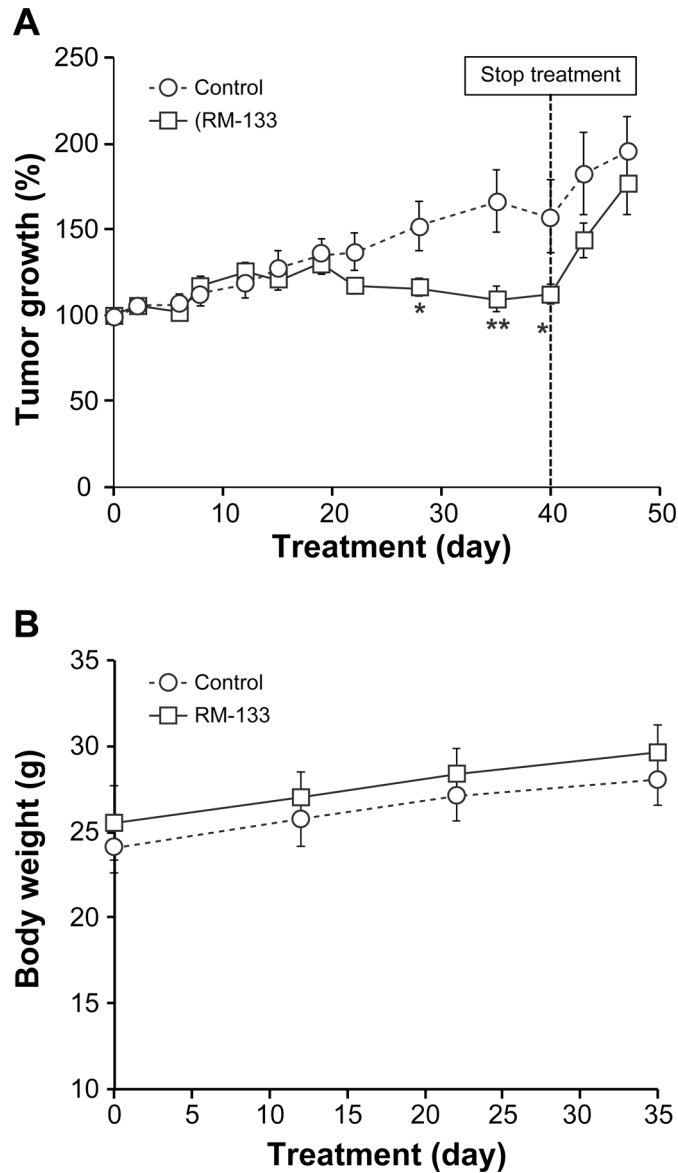 A
250
200
150
100
50
0
Tumor growth (%)
Control
(RM-133
Stop treatment
*
**
*
0 10 20 30 40 50
Treatment (day)
B
35
30
25
20
15
10
Body weight (g)
Control
RM-133
0 5 10 15 20 25 30 35
Treatment (day)